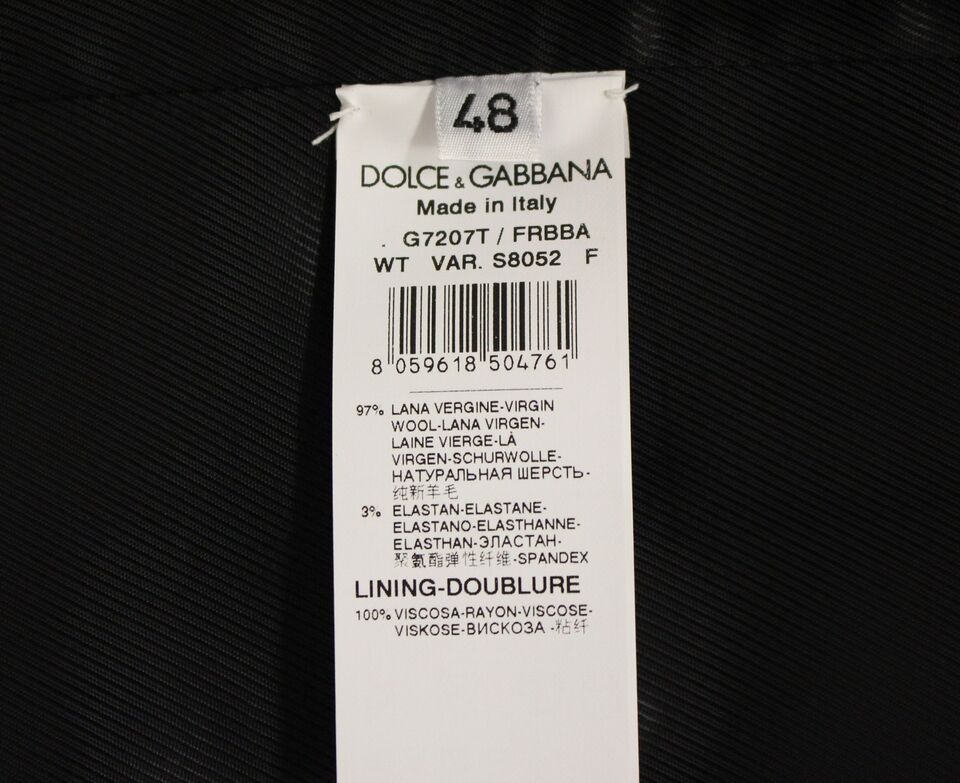 48
DOLCE & GABBANA
Made in Italy
. G7207T / FRBBA
WT VAR. S8052 F
8 059618 504761
97% LANA VERGINE-VIRGIN
WOOL-LANA VIRGEN-
LAINE VIERGE-LÀ
VIRGEN-SCHURWOLLE-
НАТУРАЛЬНАЯ ШЕРСТЬ-
纯新羊毛
3% ELASTAN-ELASTANE-
ELASTANO-ELASTHANNE-
ELASTHAN-ЭЛАСТАН-
聚氨酯弹性纤维-SPANDEX
LINING-DOUBLURE
100% VISCOSA-RAYON-VISCOSE-
VISKOSE-ВИСКОЗА -粘纤